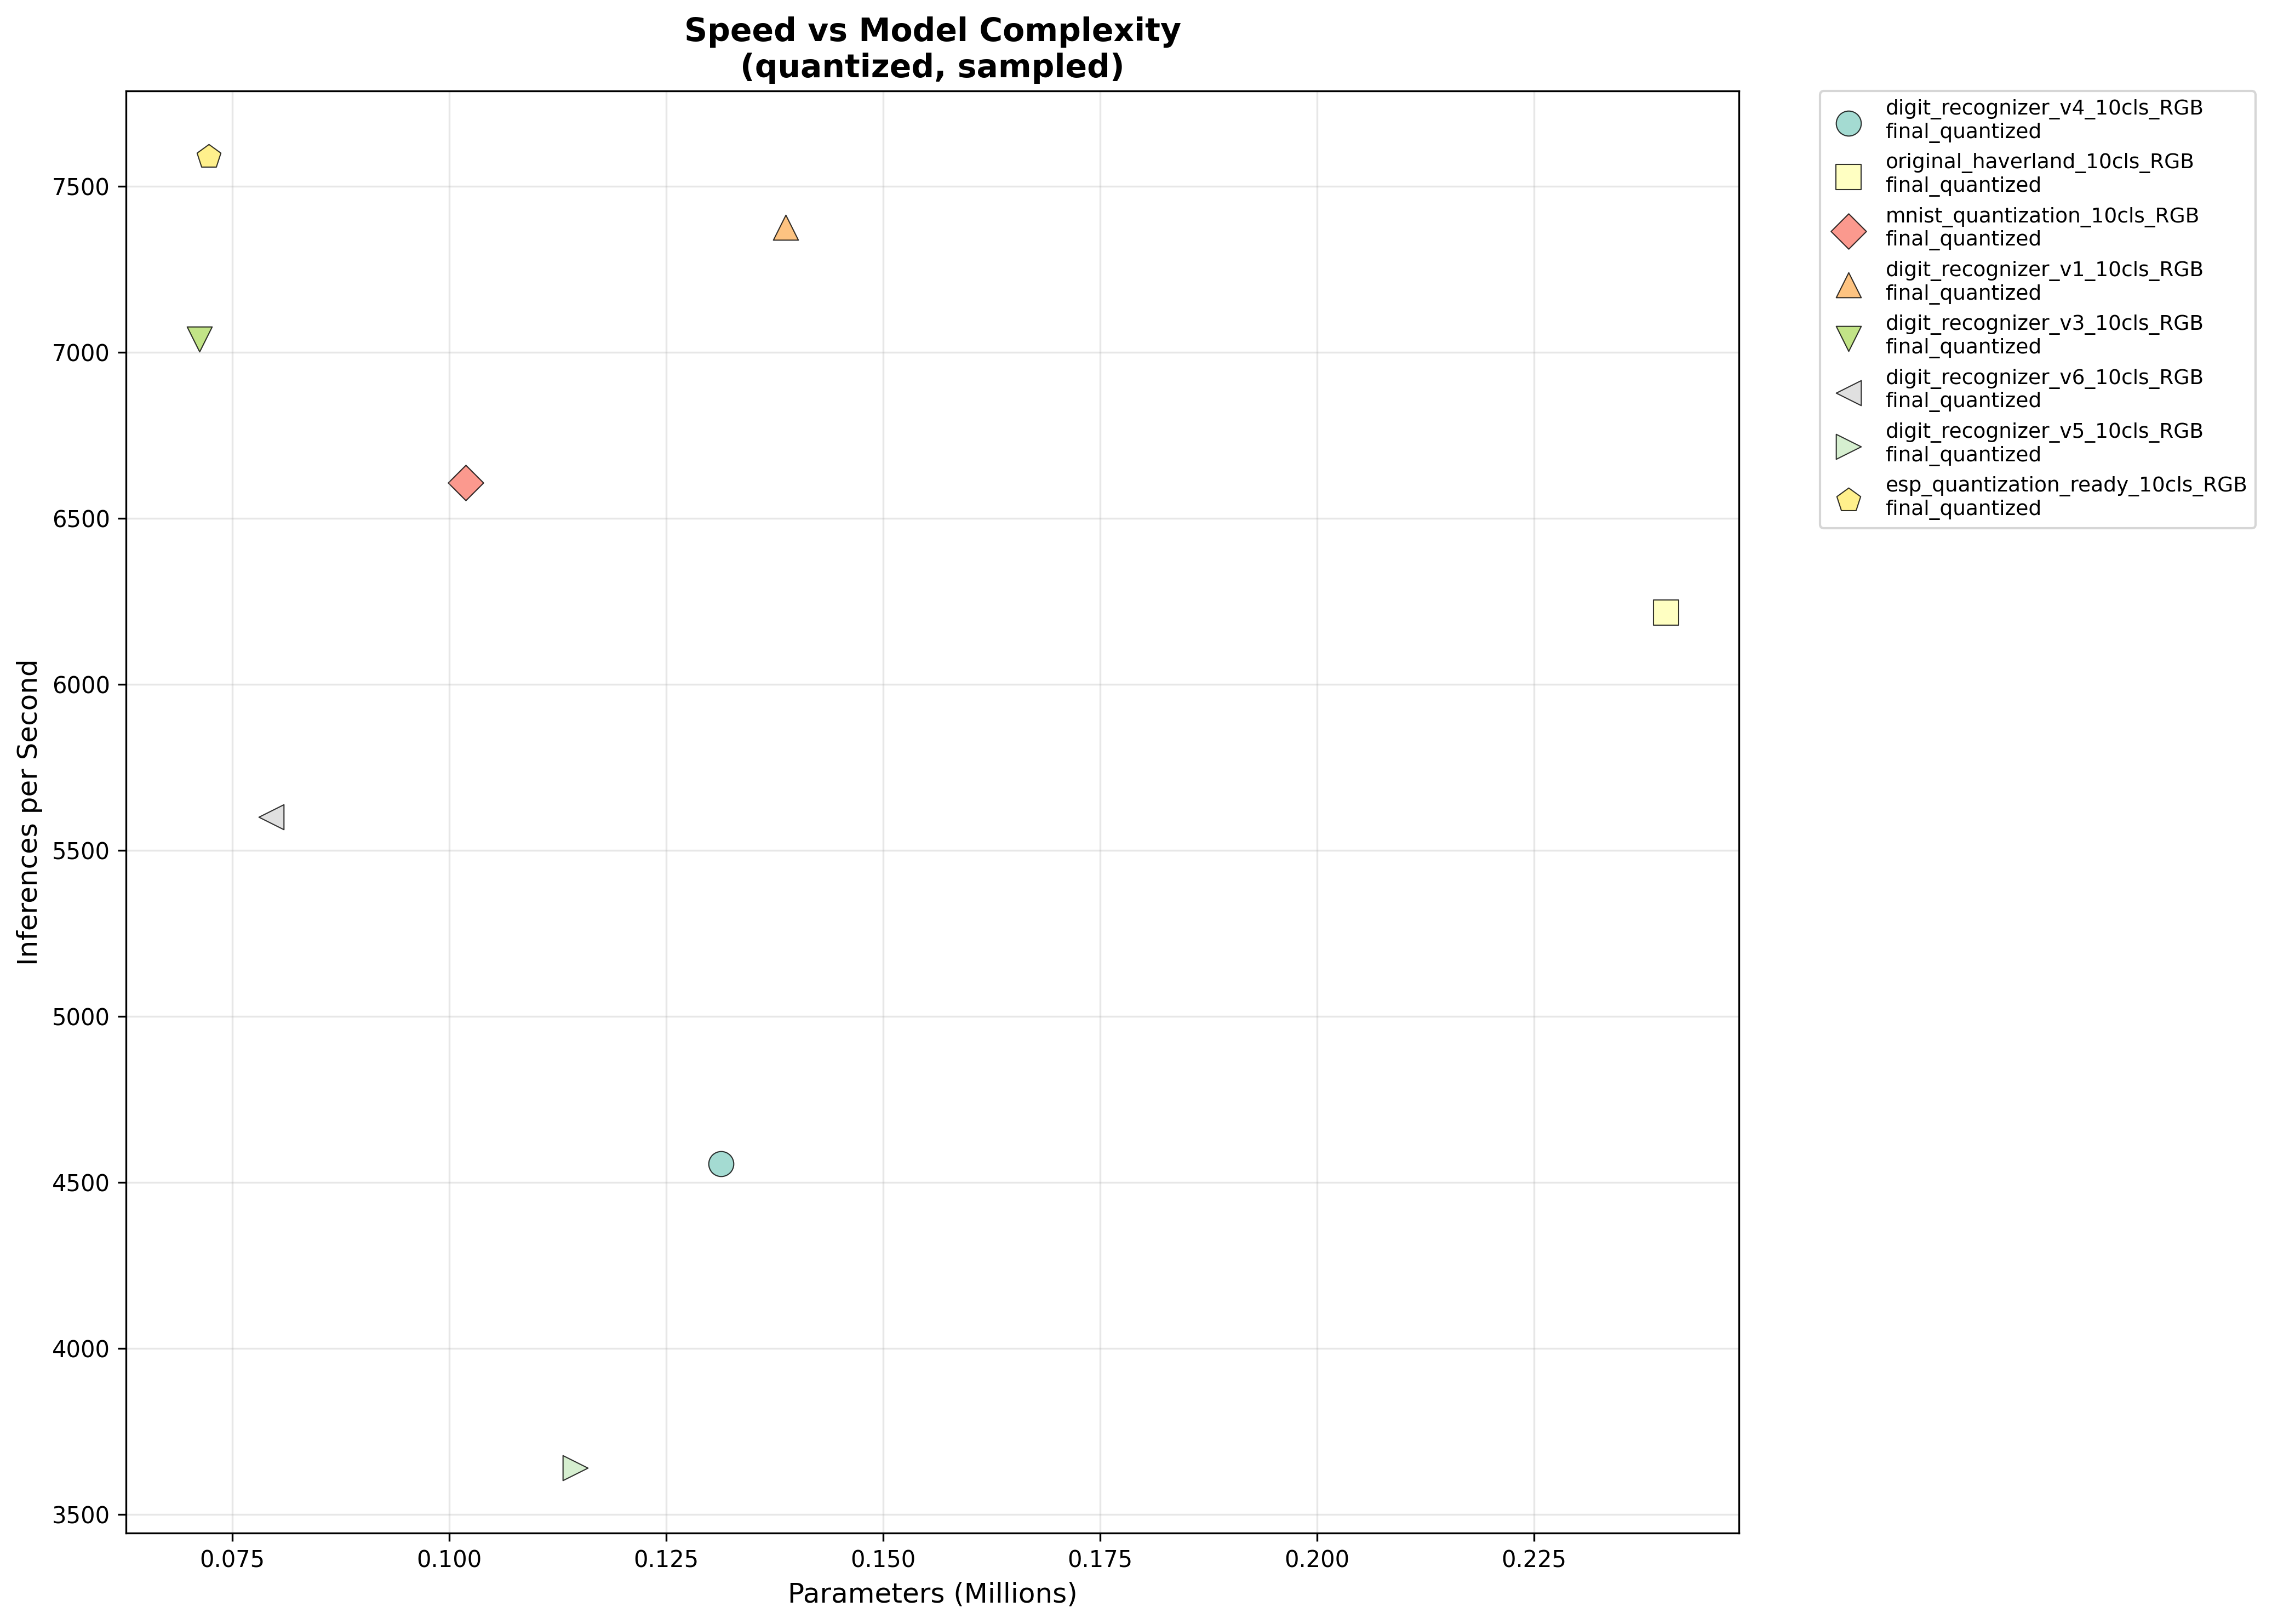 Speed vs Model Complexity
(quantized, sampled)
digit_recognizer_v4_10cls_RGB
final_quantized
original_haverland_10cls_RGB
final_quantized
mnist_quantization_10cls_RGB
final_quantized
digit_recognizer_v1_10cls_RGB
final_quantized
digit_recognizer_v3_10cls_RGB
final_quantized
digit_recognizer_v6_10cls_RGB
final_quantized
digit_recognizer_v5_10cls_RGB
final_quantized
esp_quantization_ready_10cls_RGB
final_quantized
Inferences per Second
7500
7000
6500
6000
5500
5000
4500
4000
3500
0.075 0.100 0.125 0.150 0.175 0.200 0.225
Parameters (Millions)